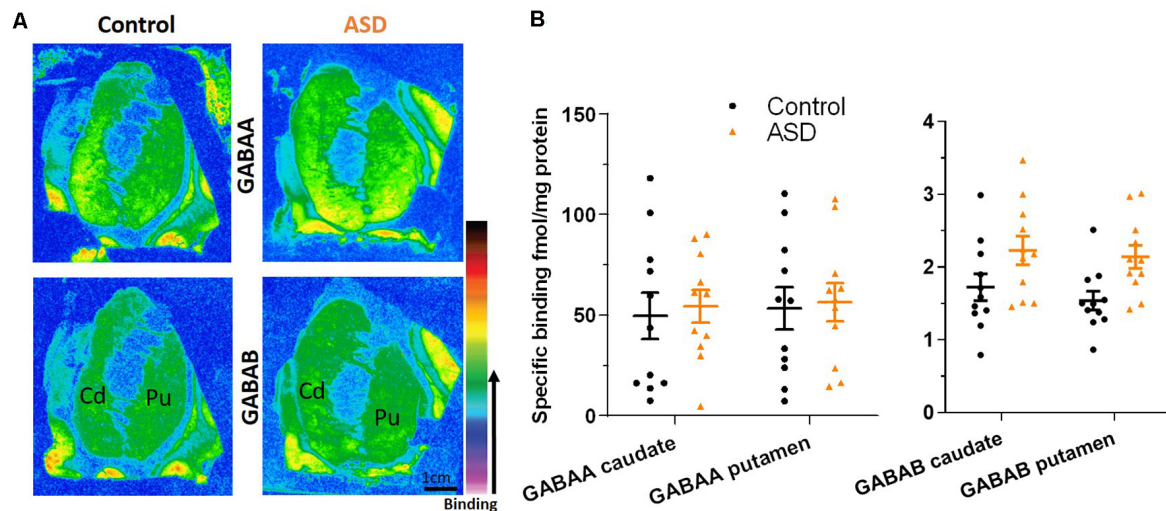 A
Control
ASD
GABAA
GABAB
Cd
Pu
Cd
Pu
1cm
Binding
B
Control
ASD
Specific binding fmol/mg protein
150
100
50
0
GABAA caudate
GABAA putamen
4
3
2
1
0
GABAB caudate
GABAB putamen